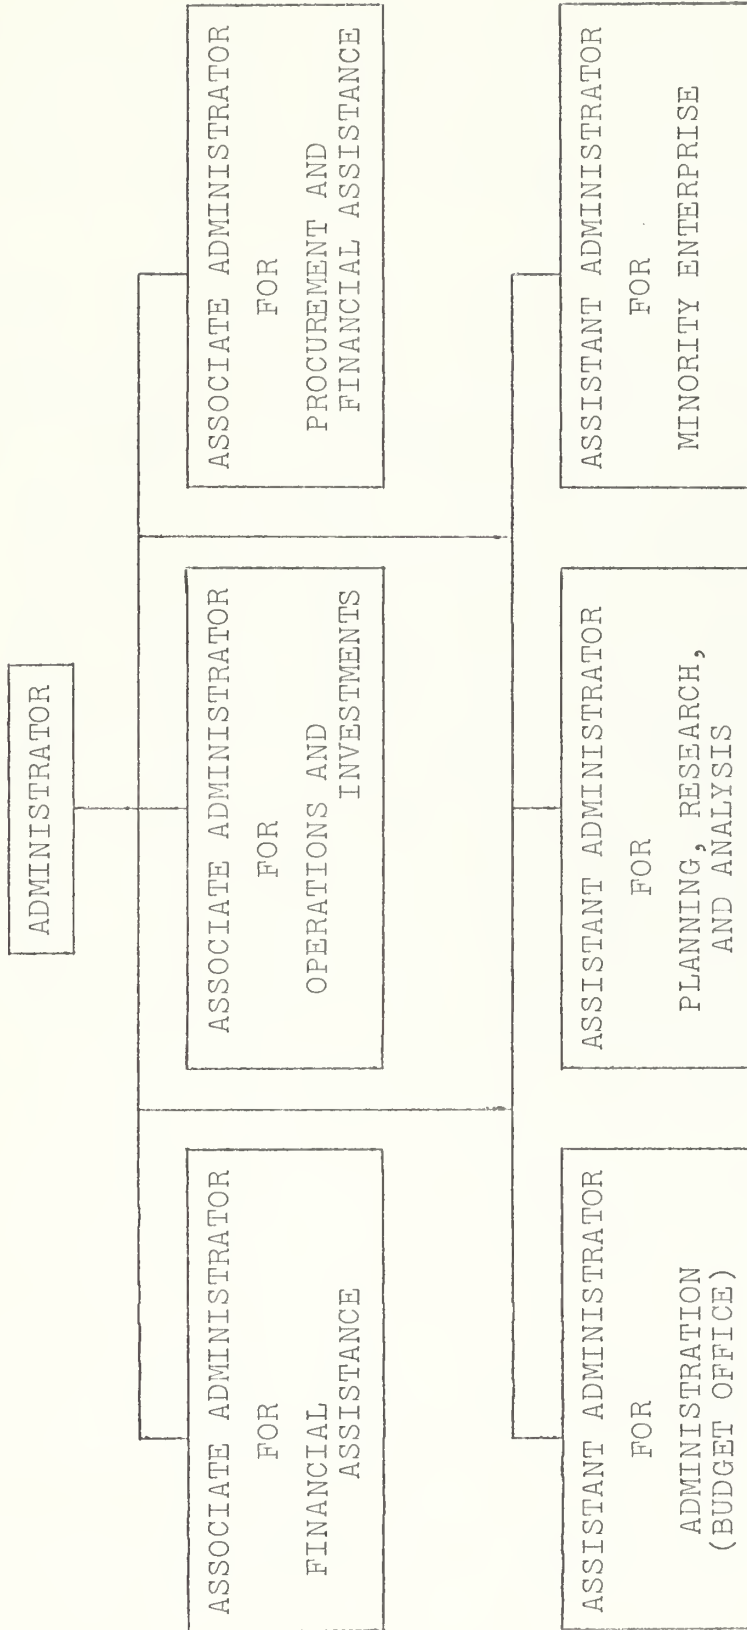 ADMINISTRATOR
ASSOCIATE ADMINISTRATOR
FOR
FINANCIAL
ASSISTANCE
ASSOCIATE ADMINISTRATOR
FOR
OPERATIONS AND
INVESTMENTS
ASSOCIATE ADMINISTRATOR
FOR
PROCUREMENT AND
FINANCIAL ASSISTANCE
ASSISTANT ADMINISTRATOR
FOR
ADMINISTRATION
(BUDGET OFFICE)
ASSISTANT ADMINISTRATOR
FOR
PLANNING, RESEARCH,
AND ANALYSIS
ASSISTANT ADMINISTRATOR
FOR
MINORITY ENTERPRISE